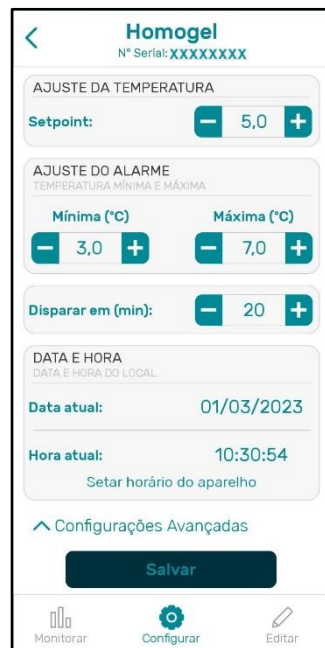 Homogel
N° Serial: XXXXXXXX
AJUSTE DA TEMPERATURA
Setpoint:
− 5,0 +
AJUSTE DO ALARME
TEMPERATURA MÍNIMA E MÁXIMA
Mínima (°C) Máxima (°C)
− 3,0 + − 7,0 +
Disparar em (min): − 20 +
DATA E HORA
DATA E HORA DO LOCAL
Data atual: 01/03/2023
Hora atual: 10:30:54
Setar horário do aparelho
Configurações Avançadas
Salvar
Monitorar Configurar Editar